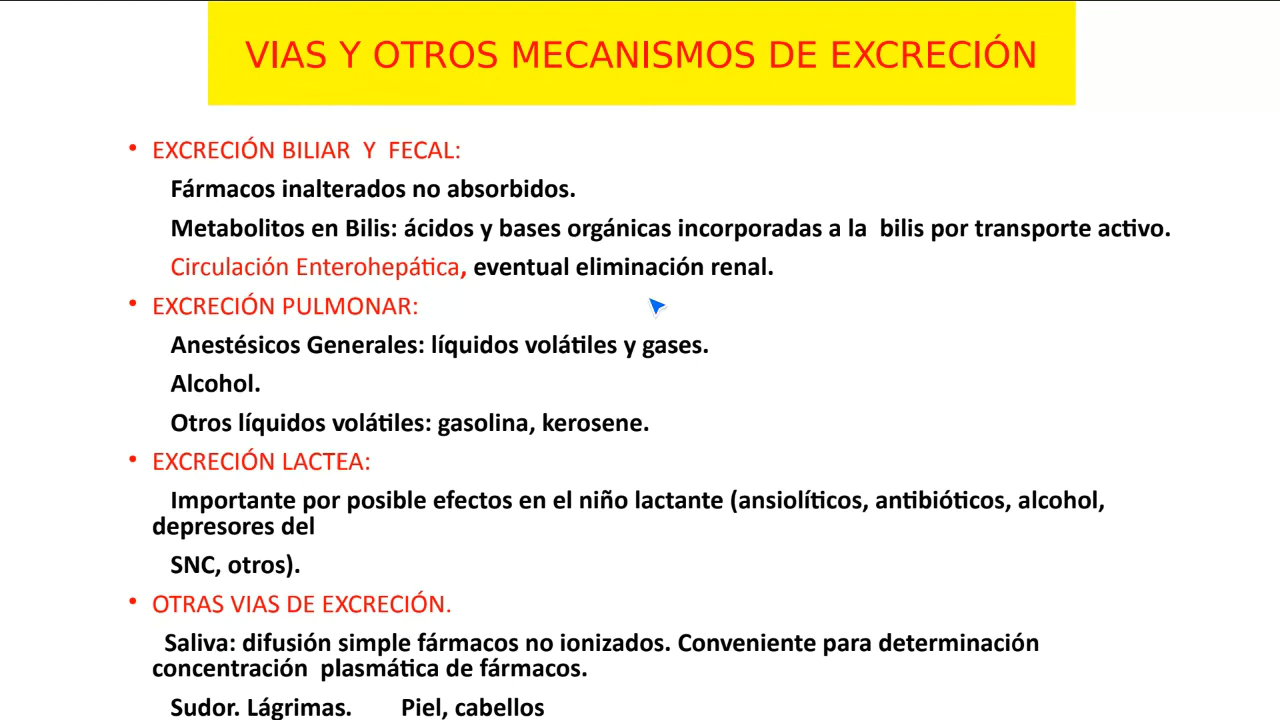 VIAS Y OTROS MECANISMOS DE EXCRECIÓN
• EXCRECIÓN BILIAR Y FECAL:
Fármacos inalterados no absorbidos.
Metabolitos en Bilis: ácidos y bases orgánicas incorporadas a la bilis por transporte activo.
Circulación Enterohepática, eventual eliminación renal.
• EXCRECIÓN PULMONAR:
Anestésicos Generales: líquidos volátiles y gases.
Alcohol.
Otros líquidos volátiles: gasolina, kerosene.
• EXCRECIÓN LACTEA:
Importante por posible efectos en el niño lactante (ansiolíticos, antibióticos, alcohol,
depresores del
SNC, otros).
• OTRAS VIAS DE EXCRECIÓN.
Saliva: difusión simple fármacos no ionizados. Conveniente para determinación
concentración plasmática de fármacos.
Sudor. Lágrimas. Piel, cabellos